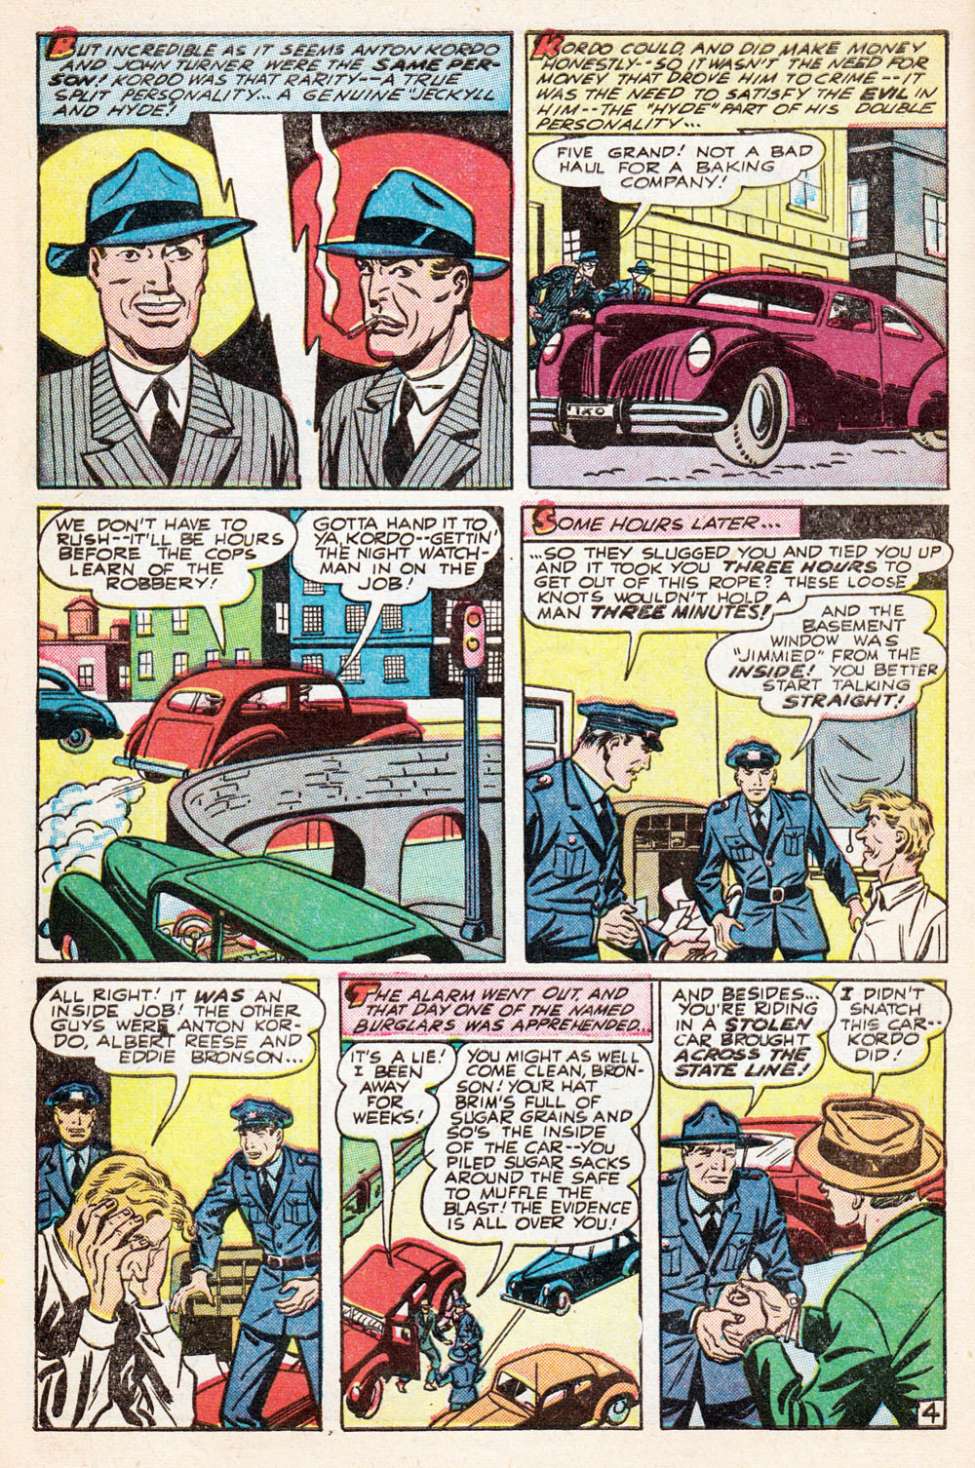 BUT INCREDIBLE AS IT SEEMS ANTON KORDO
AND JOHN TURNER WERE THE SAME PER-
SON! KORDO WAS THAT RARITY--A TRUE
SPLIT PERSONALITY... A GENUINE "JECKYLL
AND HYDE".
KORDO COULD, AND DID MAKE MONEY
HONESTLY--SO IT WASN'T THE NEED FOR
MONEY THAT DROVE HIM TO CRIME--IT
WAS THE NEED TO SATISFY THE EVIL IN
HIM--THE "HYDE" PART OF HIS DOUBLE
PERSONALITY...
FIVE GRAND! NOT A BAD
HAUL FOR A BAKING
COMPANY!
WE DON'T HAVE TO
RUSH--IT'LL BE HOURS
BEFORE THE COPS
LEARN OF THE
ROBBERY!
GOTTA HAND IT TO
YA, KORDO--GETTIN'
THE NIGHT WATCH-
MAN IN ON THE
JOB!
SOME HOURS LATER...
...SO THEY SLUGGED YOU AND TIED YOU UP
AND IT TOOK YOU THREE HOURS TO
GET OUT OF THIS ROPE? THESE LOOSE
KNOTS WOULDN'T HOLD A
MAN THREE MINUTES!
AND THE
BASEMENT
WINDOW WAS
"JIMMIED" FROM THE
INSIDE! YOU BETTER
START TALKING
STRAIGHT!
ALL RIGHT! IT WAS AN
INSIDE JOB! THE OTHER
GUYS WERE ANTON KOR-
DO, ALBERT REESE AND
EDDIE BRONSON...
THE ALARM WENT OUT, AND
THAT DAY ONE OF THE NAMED
BURGLARS WAS APPREHENDED...
IT'S A LIE!
I BEEN
AWAY
FOR
WEEKS!
YOU MIGHT AS WELL
COME CLEAN, BRON-
SON! YOUR HAT
BRIM'S FULL OF
SUGAR GRAINS AND
SO'S THE INSIDE
OF THE CAR--YOU
PILED SUGAR SACKS
AROUND THE SAFE
TO MUFFLE THE
BLAST! THE EVIDENCE
IS ALL OVER YOU!
AND BESIDES...
YOU'RE RIDING
IN A STOLEN
CAR BROUGHT
ACROSS THE
STATE LINE!
I DIDN'T
SNATCH
THIS CAR--
KORDO
DID!
4